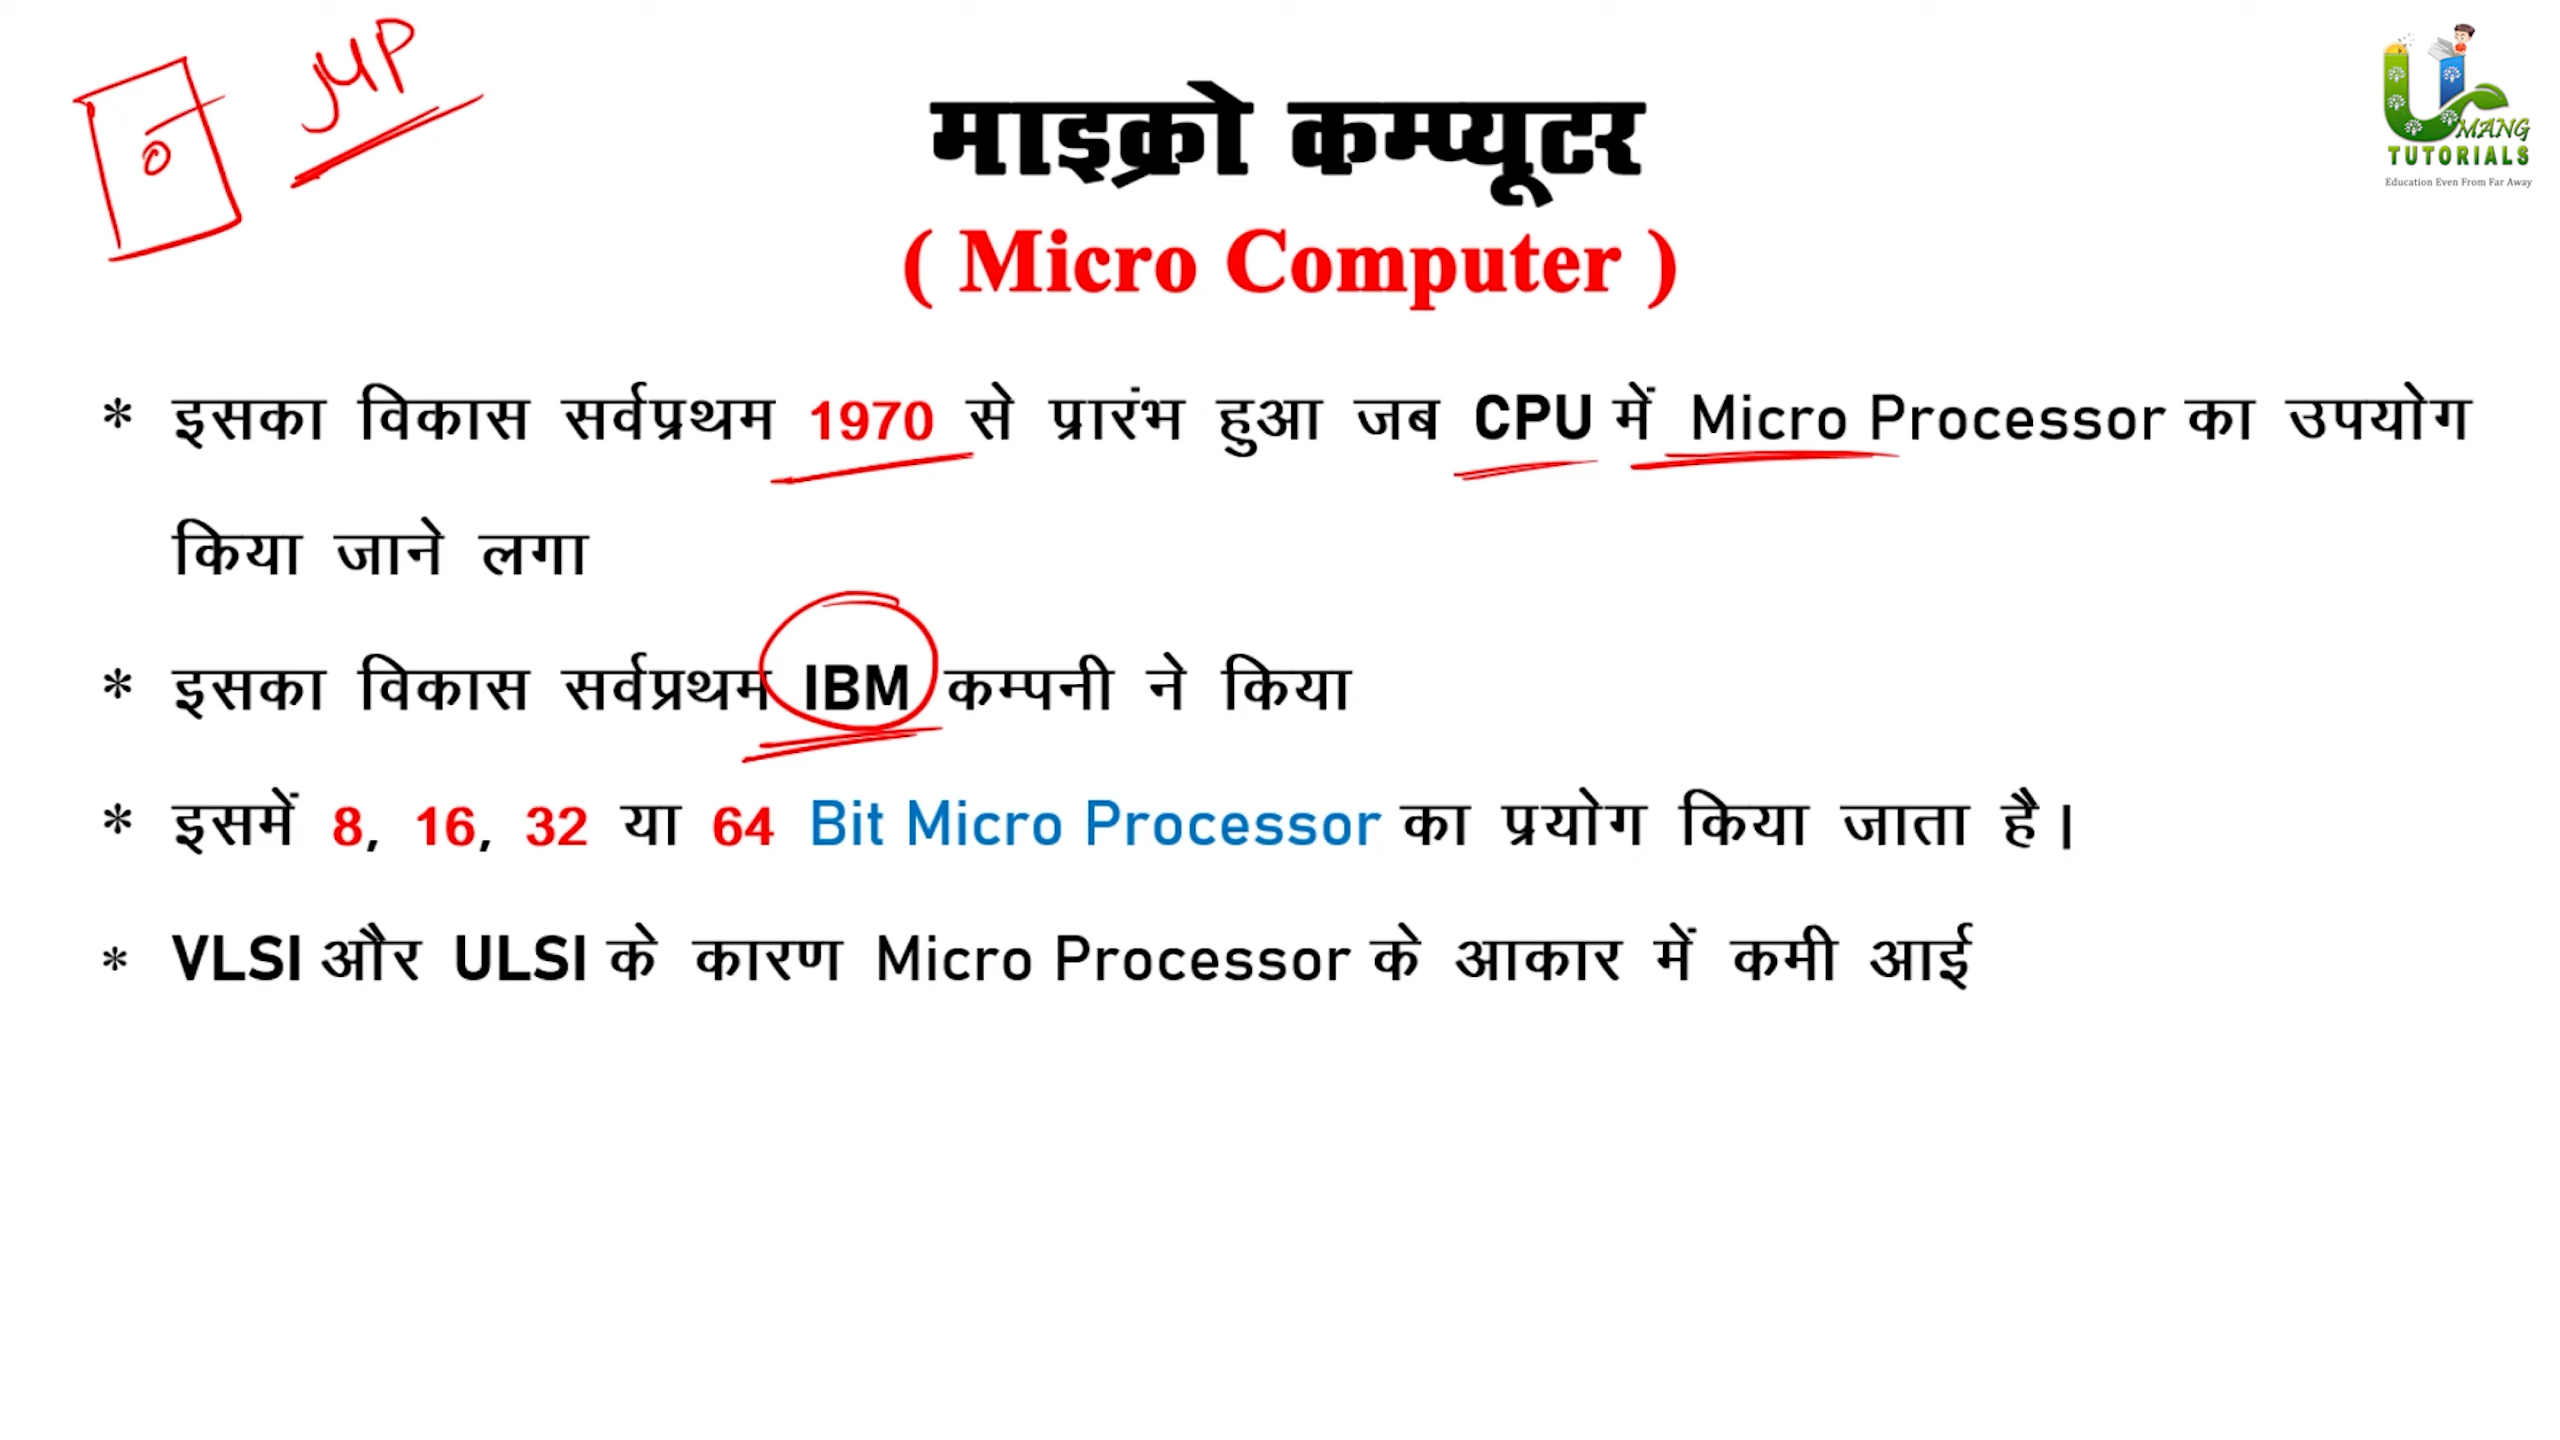 μP
UMANG
TUTORIALS
Education Even From Far Away
माइक्रो कम्प्यूटर
( Micro Computer )
* इसका विकास सर्वप्रथम 1970 से प्रारंभ हुआ जब CPU में Micro Processor का उपयोग
किया जाने लगा
* इसका विकास सर्वप्रथम IBM कम्पनी ने किया
* इसमें 8, 16, 32 या 64 Bit Micro Processor का प्रयोग किया जाता है।
* VLSI और ULSI के कारण Micro Processor के आकार में कमी आई